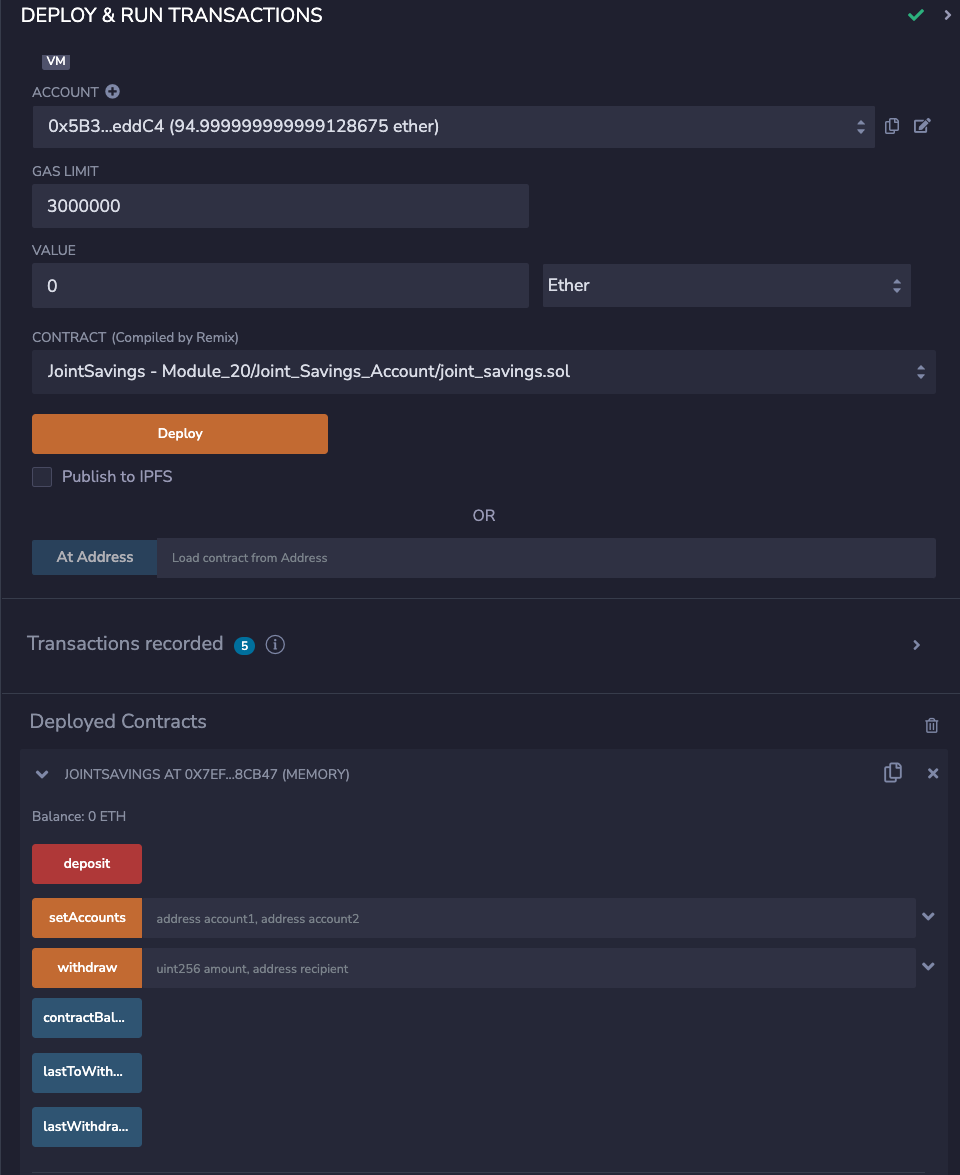 DEPLOY & RUN TRANSACTIONS
VM
ACCOUNT
0x5B3...eddC4 (94.999999999999128675 ether)
GAS LIMIT
3000000
VALUE
0
Ether
CONTRACT (Compiled by Remix)
JointSavings - Module_20/Joint_Savings_Account/joint_savings.sol
Deploy
Publish to IPFS
OR
At Address
Load contract from Address
Transactions recorded 5 i
Deployed Contracts
JOINTSAVINGS AT 0X7EF...8CB47 (MEMORY)
Balance: 0 ETH
deposit
setAccounts
address account1, address account2
withdraw
uint256 amount, address recipient
contractBal...
lastToWith...
lastWithdra...